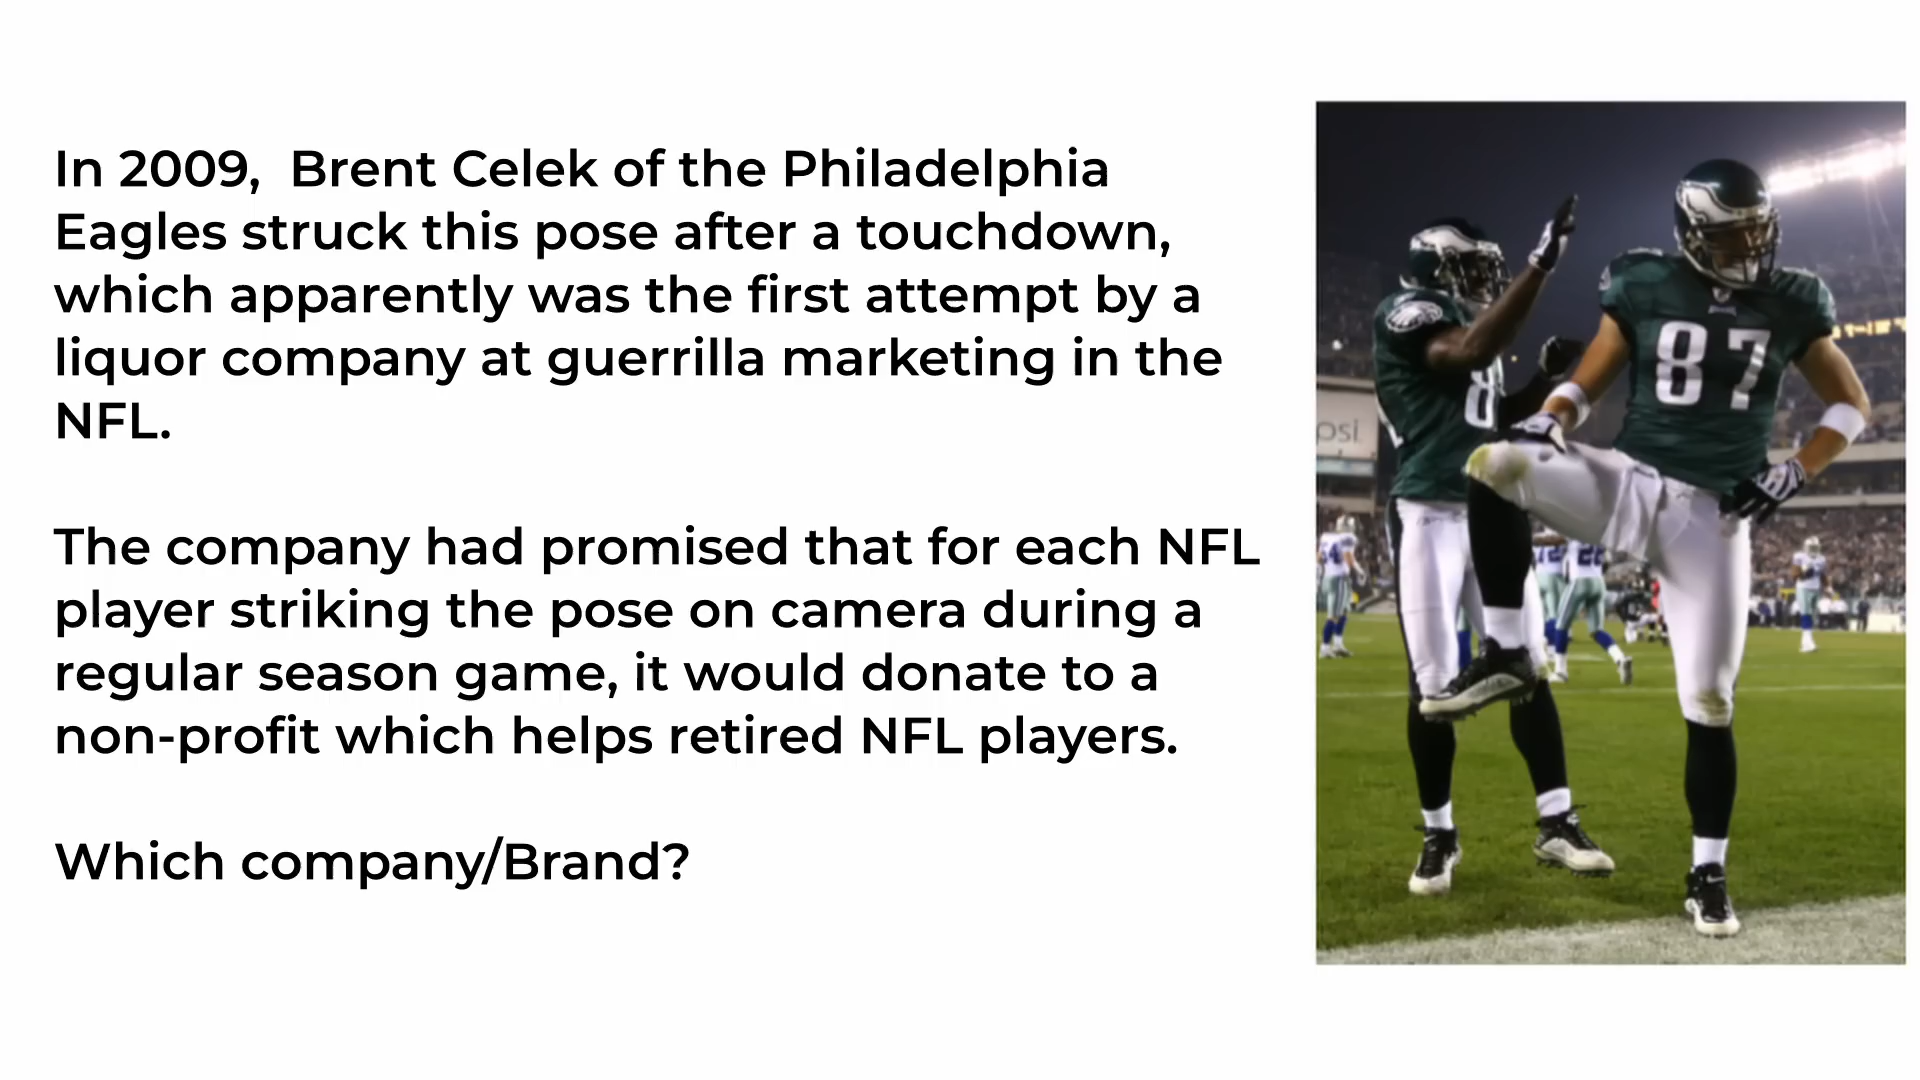 In 2009,  Brent Celek of the Philadelphia
Eagles struck this pose after a touchdown,
which apparently was the first attempt by a
liquor company at guerrilla marketing in the
NFL.
The company had promised that for each NFL
player striking the pose on camera during a
regular season game, it would donate to a
non-profit which helps retired NFL players.
Which company/Brand?
87
8
psi